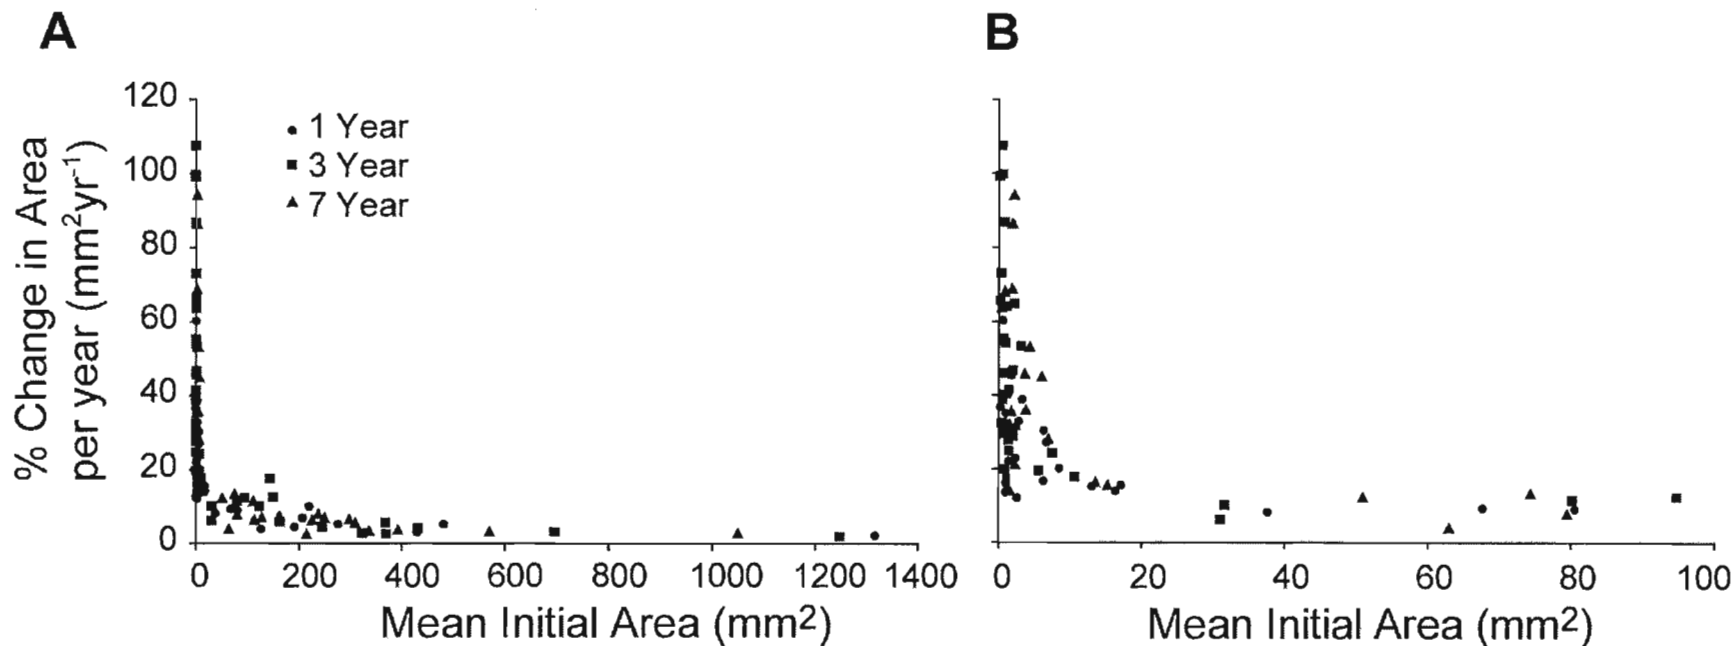 A
B
% Change in Area
per year (mm²yr⁻¹)
120
100
80
60
40
20
0
1 Year
3 Year
7 Year
0 200 400 600 800 1000 1200 1400
Mean Initial Area (mm²)
0 20 40 60 80 100
Mean Initial Area (mm²)